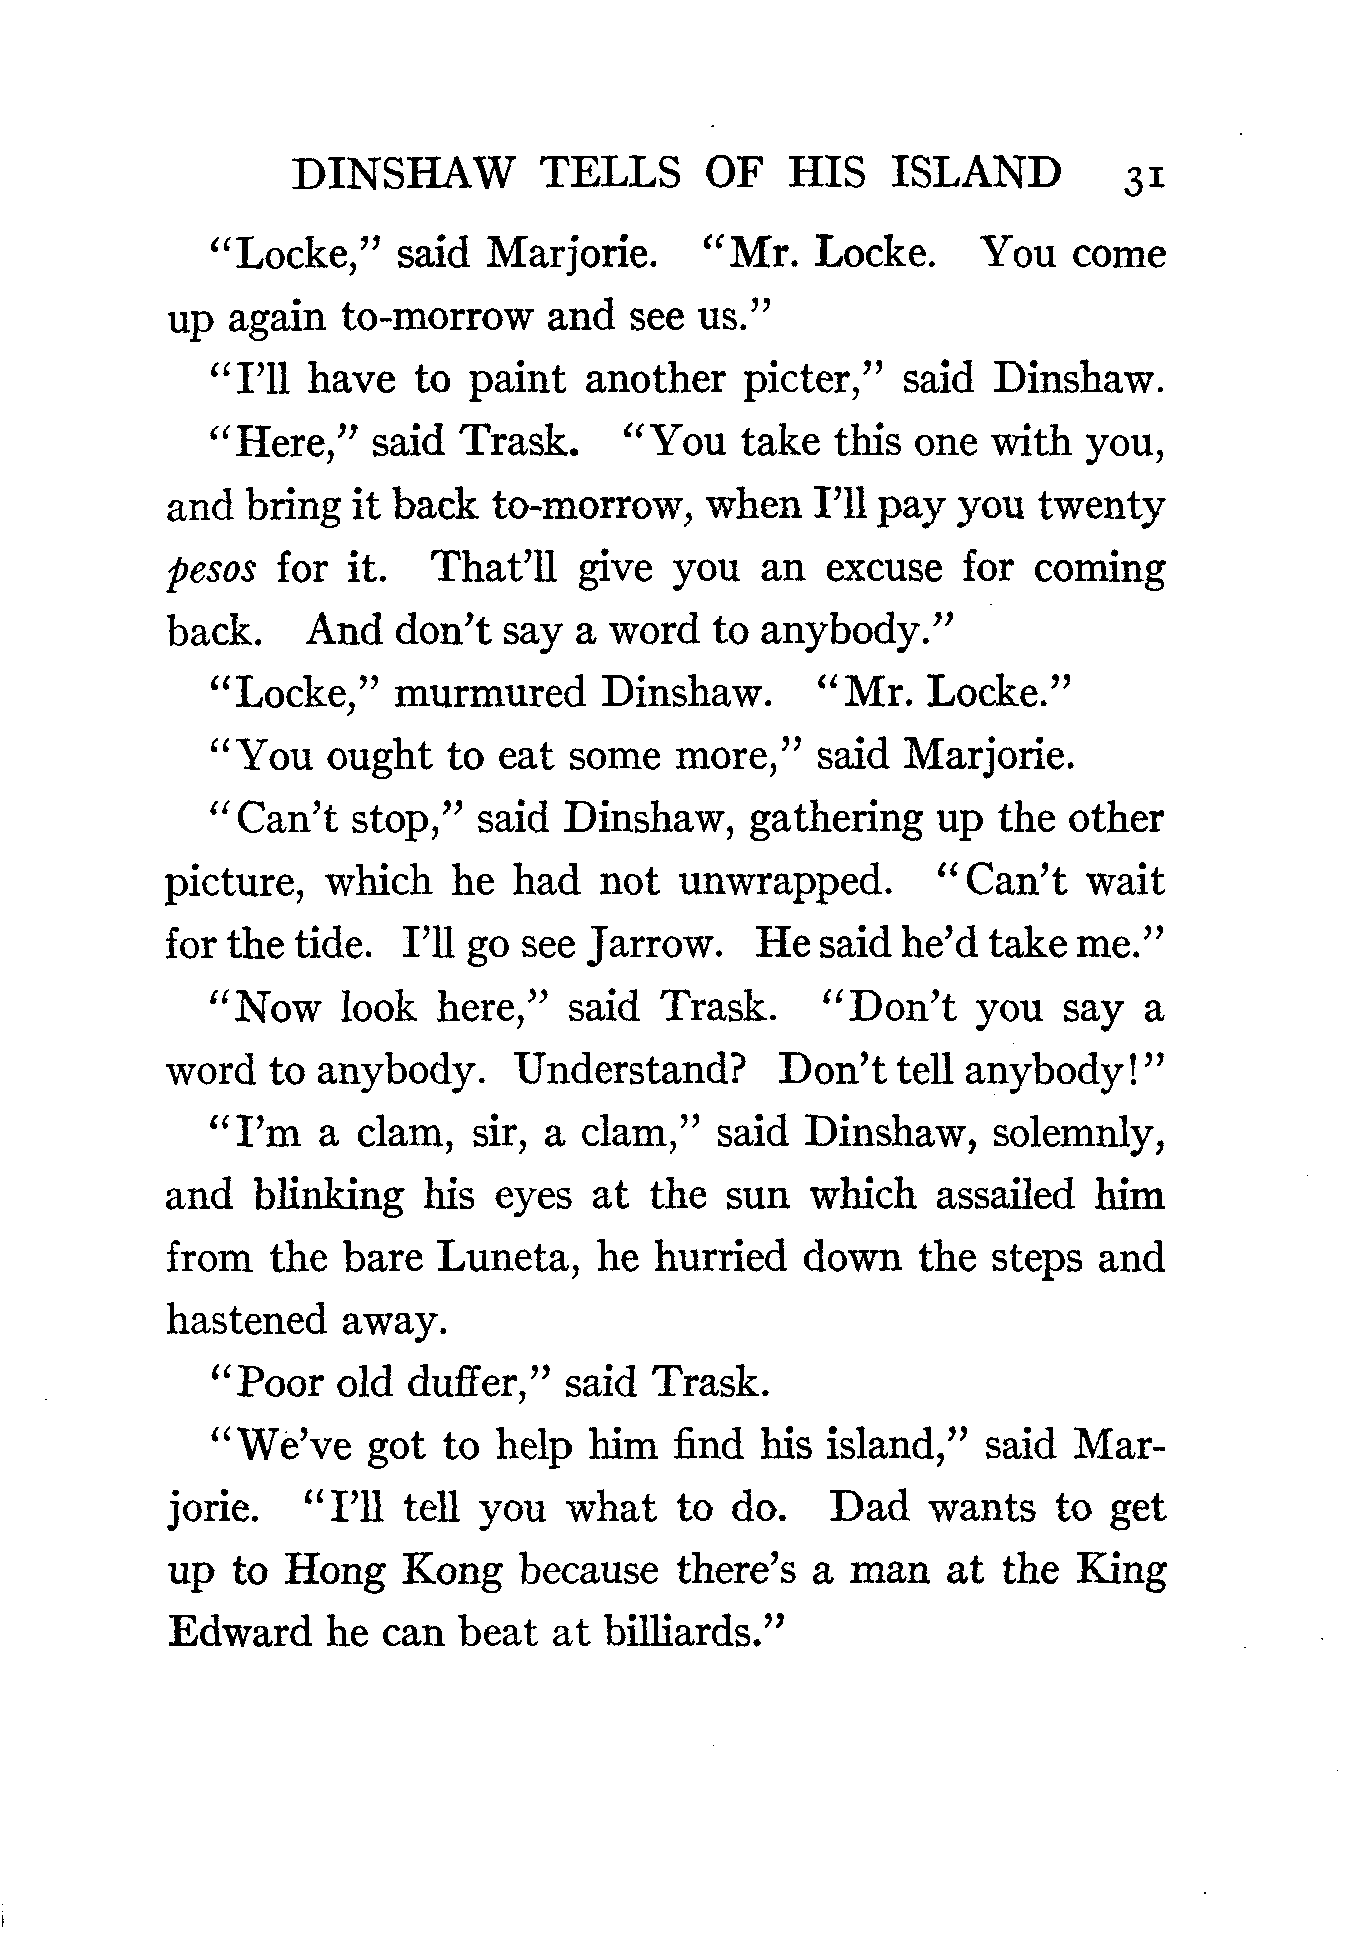 DINSHAW TELLS OF HIS ISLAND 31
"Locke," said Marjorie. "Mr. Locke. You come
up again to-morrow and see us."
"I'll have to paint another picter," said Dinshaw.
"Here," said Trask. "You take this one with you,
and bring it back to-morrow, when I'll pay you twenty
pesos for it. That'll give you an excuse for coming
back. And don't say a word to anybody."
"Locke," murmured Dinshaw. "Mr. Locke."
"You ought to eat some more," said Marjorie.
"Can't stop," said Dinshaw, gathering up the other
picture, which he had not unwrapped. "Can't wait
for the tide. I'll go see Jarrow. He said he'd take me."
"Now look here," said Trask. "Don't you say a
word to anybody. Understand? Don't tell anybody!"
"I'm a clam, sir, a clam," said Dinshaw, solemnly,
and blinking his eyes at the sun which assailed him
from the bare Luneta, he hurried down the steps and
hastened away.
"Poor old duffer," said Trask.
"We've got to help him find his island," said Mar-
jorie. "I'll tell you what to do. Dad wants to get
up to Hong Kong because there's a man at the King
Edward he can beat at billiards."